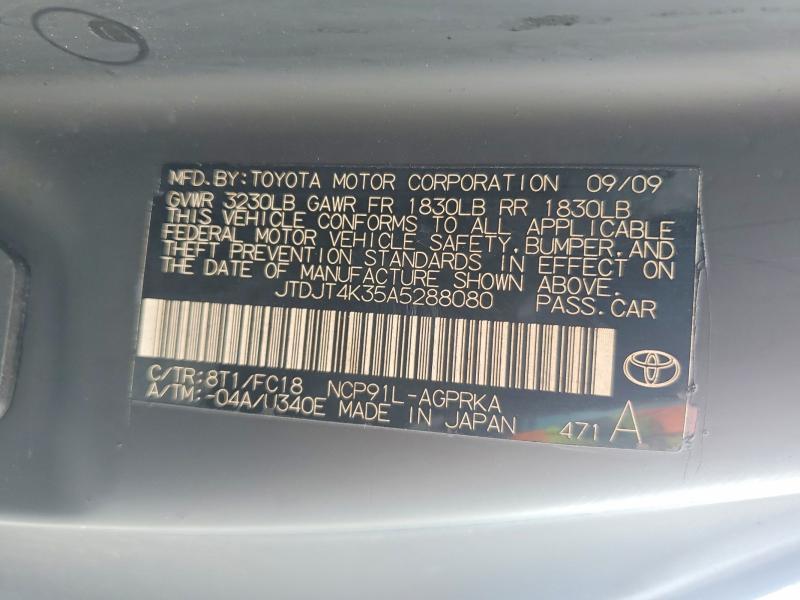 MFD.BY:TOYOTA MOTOR CORPORATION 09/09
GVWR 3230LB GAWR FR 1830LB RR 1830LB
THIS VEHICLE CONFORMS TO ALL APPLICABLE
FEDERAL MOTOR VEHICLE SAFETY,BUMPER,AND
THEFT PREVENTION STANDARDS IN EFFECT ON
THE DATE OF MANUFACTURE SHOWN ABOVE.
JTDJT4K35A5288080 PASS.CAR
C/TR:8T1/FC18 NCP91L-AGPRKA
A/TM:-04A/U340E MADE IN JAPAN 471 A